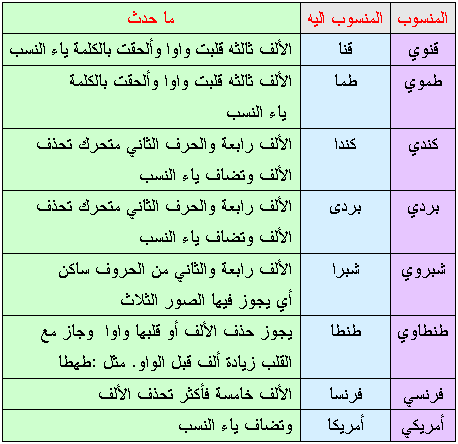 المنسوب المنسوب اليه ما حدث
قنوي قنا الألف ثالثه قلبت واوا وألحقت بالكلمة ياء النسب
طموي طما الألف ثالثه قلبت واوا وألحقت بالكلمة
ياء النسب
كندي كندا الألف رابعة والحرف الثاني متحرك تحذف
الألف وتضاف ياء النسب
بردي بردى الألف رابعة والحرف الثاني متحرك تحذف
الألف وتضاف ياء النسب
شبروي شبرا الألف رابعة والثاني من الحروف ساكن
أي يجوز فيها الصور الثلاث
طنطاوي طنطا يجوز حذف الألف أو قلبها واوا وجاز مع
القلب زيادة ألف قبل الواو. مثل :طهطا
فرنسي فرنسا الألف خامسة فأكثر تحذف الألف
أمريكي أمريكا وتضاف ياء النسب